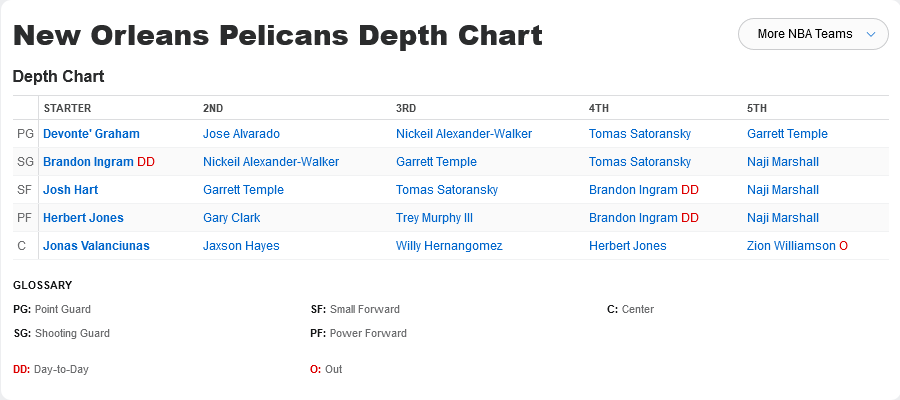 New Orleans Pelicans Depth Chart
More NBA Teams
Depth Chart
STARTER 2ND 3RD 4TH 5TH
PG Devonte' Graham Jose Alvarado Nickeil Alexander-Walker Tomas Satoransky Garrett Temple
SG Brandon Ingram DD Nickeil Alexander-Walker Garrett Temple Tomas Satoransky Naji Marshall
SF Josh Hart Garrett Temple Tomas Satoransky Brandon Ingram DD Naji Marshall
PF Herbert Jones Gary Clark Trey Murphy III Brandon Ingram DD Naji Marshall
C Jonas Valanciunas Jaxson Hayes Willy Hernangomez Herbert Jones Zion Williamson O
GLOSSARY
PG: Point Guard SF: Small Forward C: Center
SG: Shooting Guard PF: Power Forward
DD: Day-to-Day O: Out